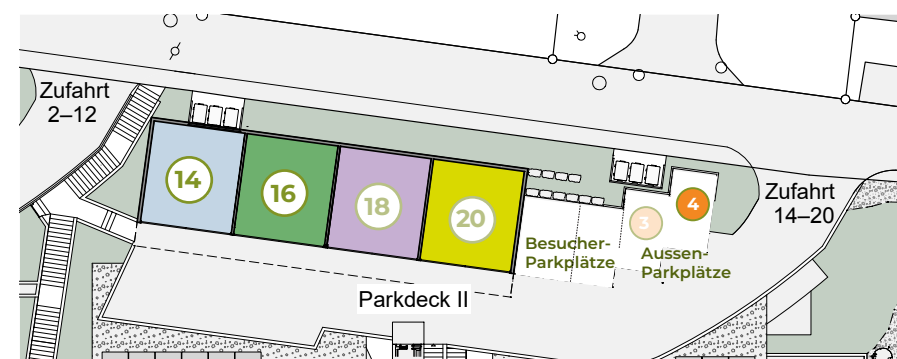 Zufahrt
2–12
14
16
18
20
3
4
Zufahrt
14–20
Besucher-
Parkplätze
Aussen-
Parkplätze
Parkdeck II